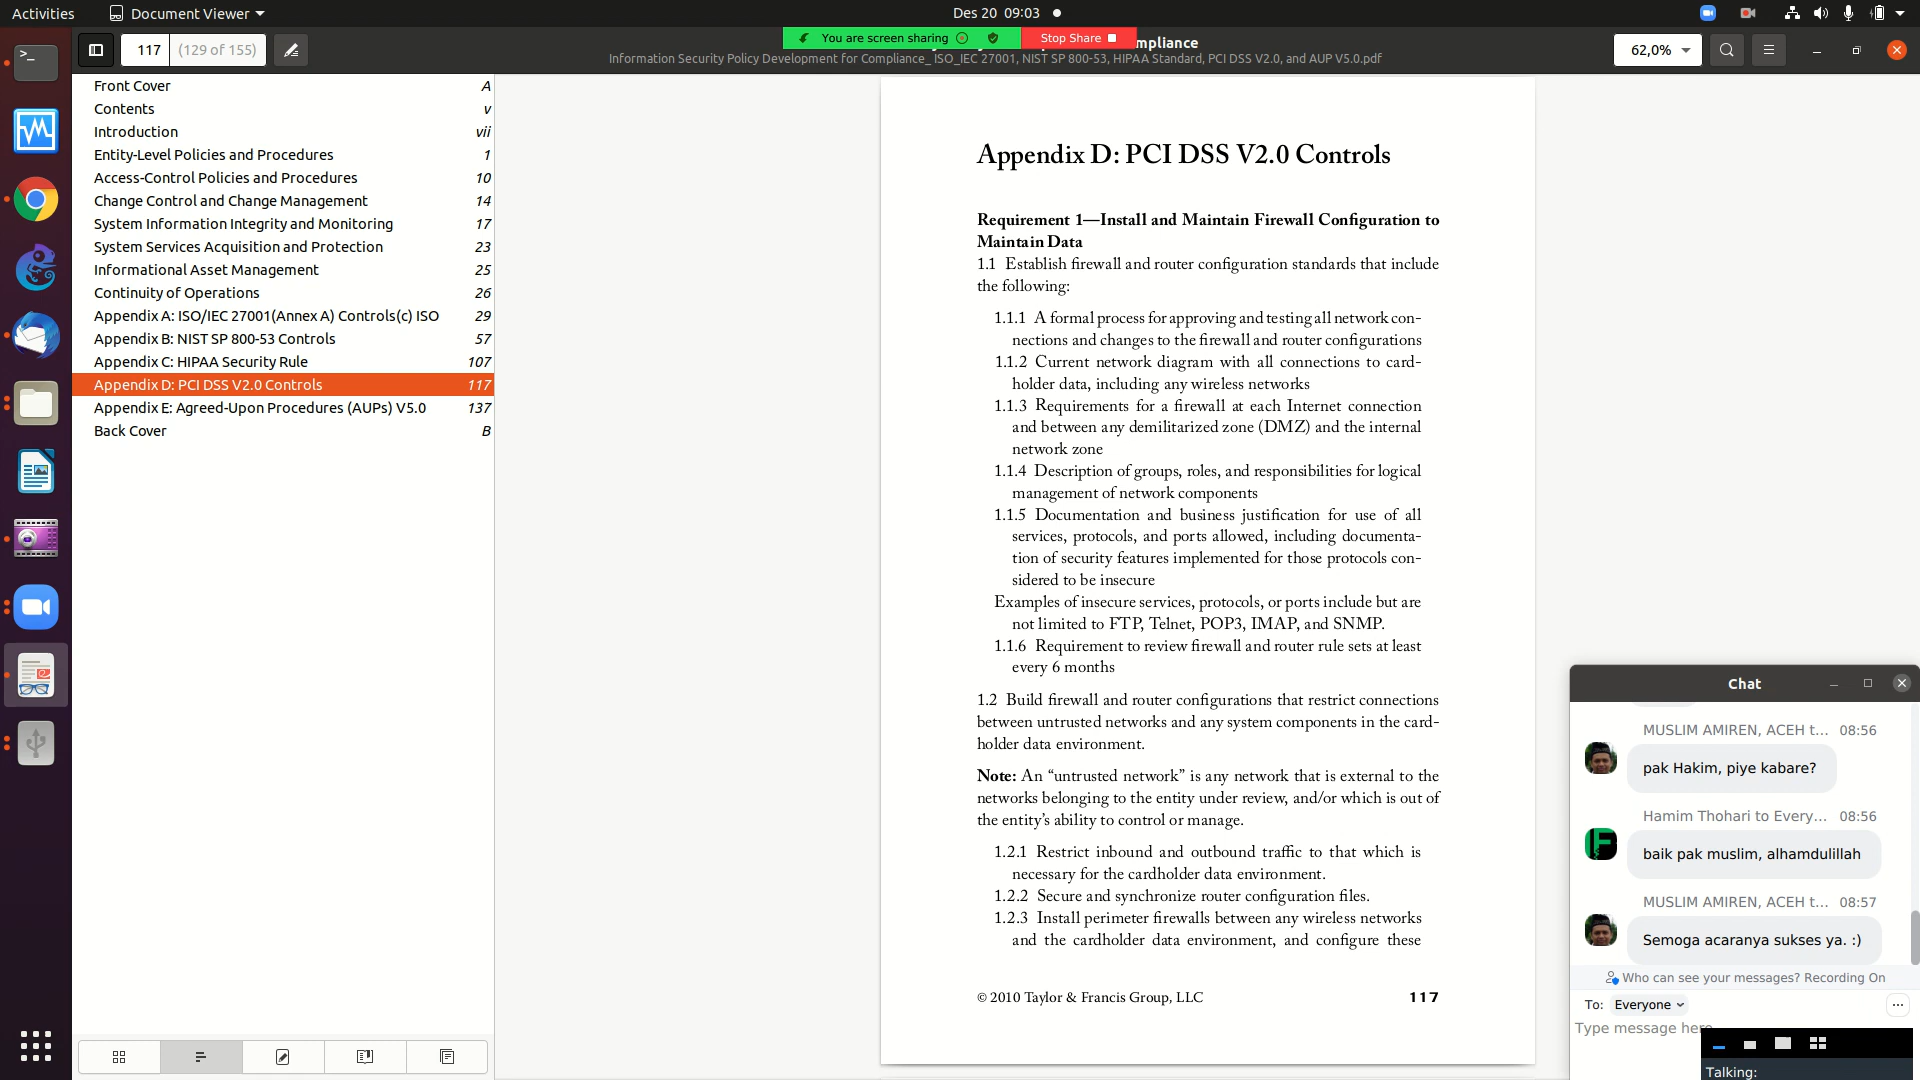 Activities
Document Viewer
Des 20 09:03
117
(129 of 155)
You are screen sharing
Stop Share
mpliance
Information Security Policy Development for Compliance_ ISO_IEC 27001, NIST SP 800-53, HIPAA Standard, PCI DSS V2.0, and AUP V5.0.pdf
62,0%
Front Cover A
Contents v
Introduction vii
Entity-Level Policies and Procedures 1
Access-Control Policies and Procedures 10
Change Control and Change Management 14
System Information Integrity and Monitoring 17
System Services Acquisition and Protection 23
Informational Asset Management 25
Continuity of Operations 26
Appendix A: ISO/IEC 27001(Annex A) Controls(c) ISO 29
Appendix B: NIST SP 800-53 Controls 57
Appendix C: HIPAA Security Rule 107
Appendix D: PCI DSS V2.0 Controls 117
Appendix E: Agreed-Upon Procedures (AUPs) V5.0 137
Back Cover B
Appendix D: PCI DSS V2.0 Controls
Requirement 1—Install and Maintain Firewall Configuration to
Maintain Data
1.1 Establish firewall and router configuration standards that include
the following:
1.1.1 A formal process for approving and testing all network con-
nections and changes to the firewall and router configurations
1.1.2 Current network diagram with all connections to card-
holder data, including any wireless networks
1.1.3 Requirements for a firewall at each Internet connection
and between any demilitarized zone (DMZ) and the internal
network zone
1.1.4 Description of groups, roles, and responsibilities for logical
management of network components
1.1.5 Documentation and business justification for use of all
services, protocols, and ports allowed, including documenta-
tion of security features implemented for those protocols con-
sidered to be insecure
Examples of insecure services, protocols, or ports include but are
not limited to FTP, Telnet, POP3, IMAP, and SNMP.
1.1.6 Requirement to review firewall and router rule sets at least
every 6 months
1.2 Build firewall and router configurations that restrict connections
between untrusted networks and any system components in the card-
holder data environment.
Note: An “untrusted network” is any network that is external to the
networks belonging to the entity under review, and/or which is out of
the entity’s ability to control or manage.
1.2.1 Restrict inbound and outbound traffic to that which is
necessary for the cardholder data environment.
1.2.2 Secure and synchronize router configuration files.
1.2.3 Install perimeter firewalls between any wireless networks
and the cardholder data environment, and configure these
© 2010 Taylor & Francis Group, LLC 117
Chat
MUSLIM AMIREN, ACEH t... 08:56
pak Hakim, piye kabare?
Hamim Thohari to Every... 08:56
baik pak muslim, alhamdulillah
MUSLIM AMIREN, ACEH t... 08:57
Semoga acaranya sukses ya. :)
Who can see your messages? Recording On
To: Everyone
Type message here
Talking: